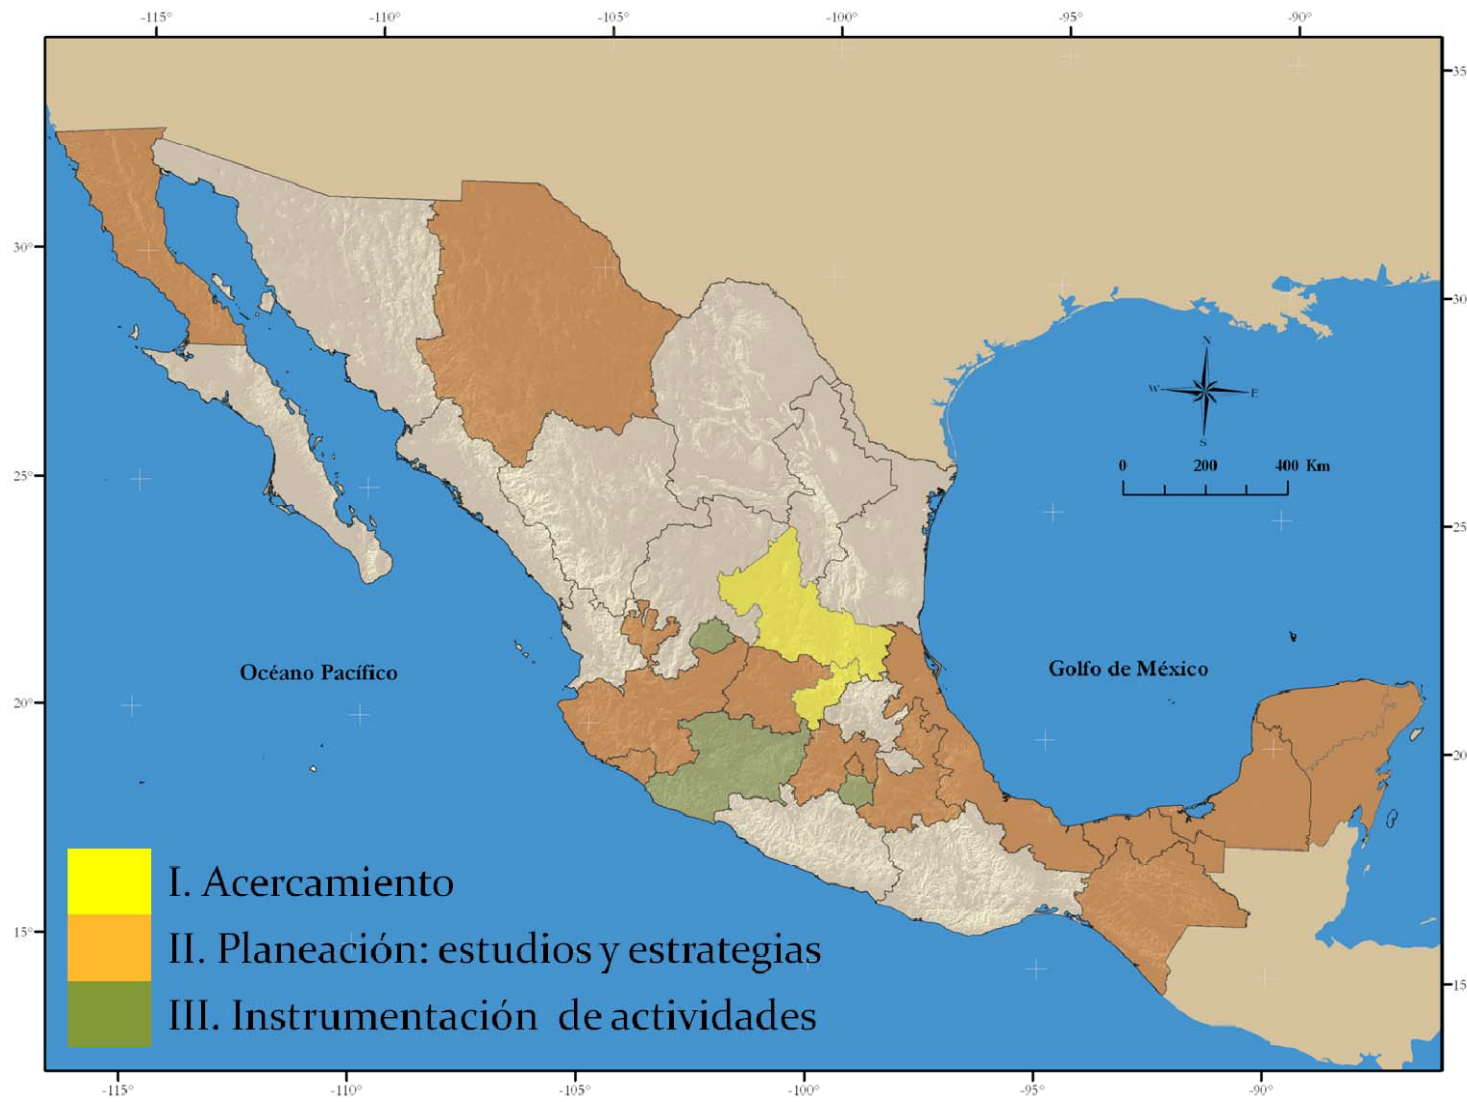 -115° -110° -105° -100° -95° -90°
35
30° 30
25° 25
20° 20
15° 15
N
W E
S
0 200 400 Km
Océano Pacífico
Golfo de México
I. Acercamiento
II. Planeación: estudios y estrategias
III. Instrumentación de actividades
-115° -110° -105° -100° -95° -90°